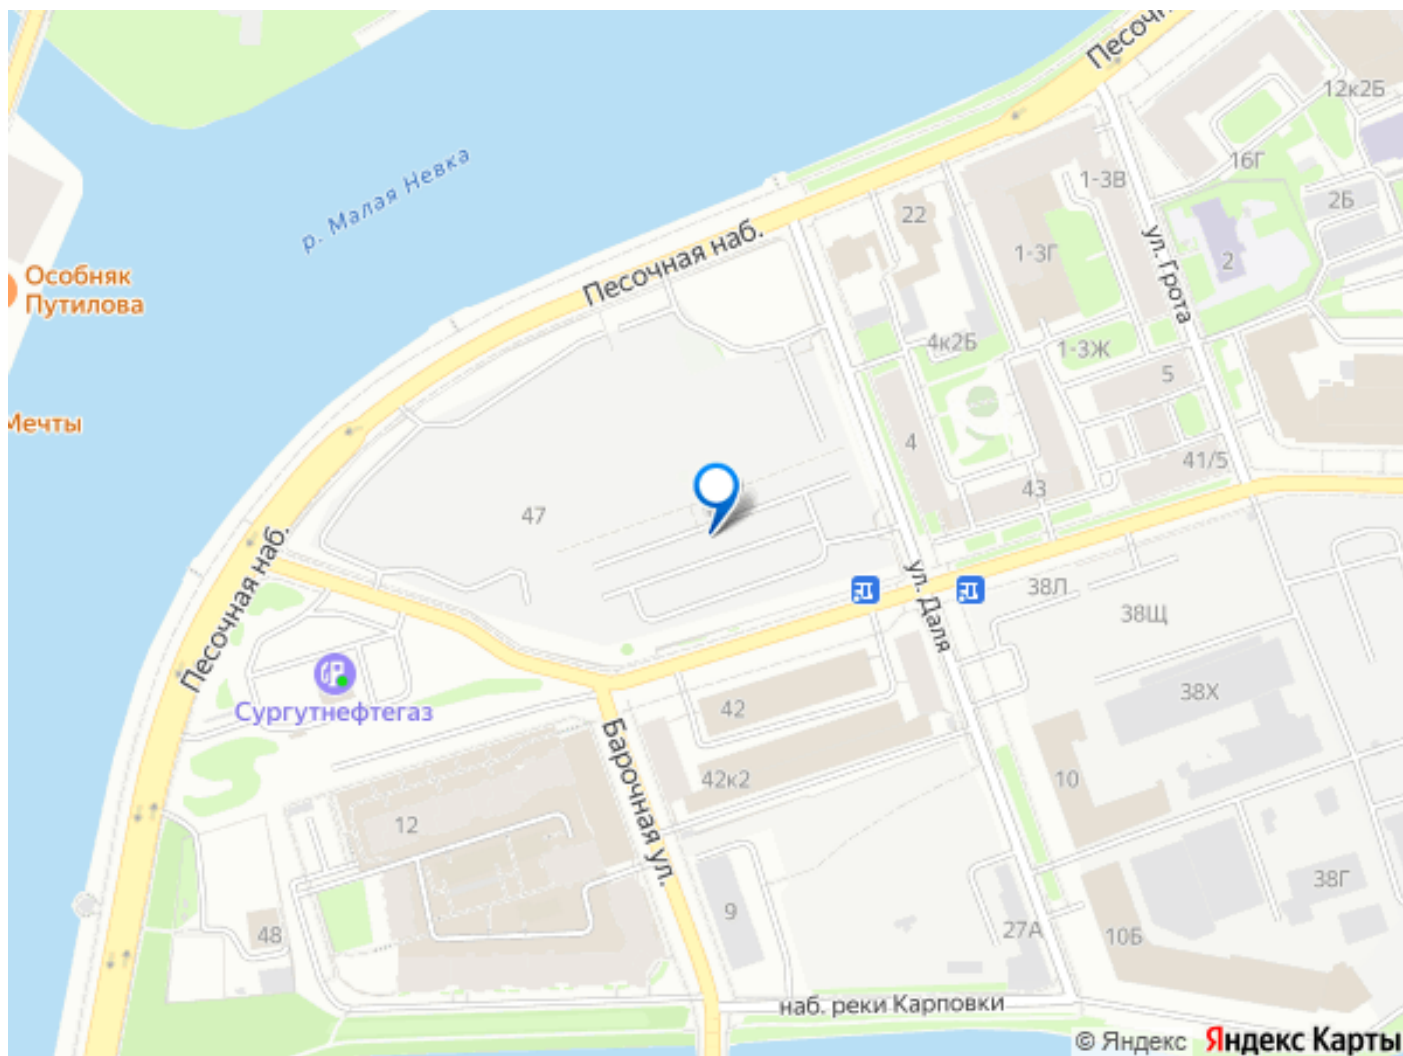 Песочн
12к2Б
16Г
1-3В
2Б
р. Малая Невка
22
ул. Грота
2
1-3Г
Песочная наб.
Особняк
Путилова
4к2Б
1-3Ж
5
Мечты
4
41/5
43
47
Песочная наб.
ул. Даля
38Л
38Щ
Сургутнефтегаз
42
38Х
Барочная ул.
42к2
10
12
38Г
9
48
27А
10Б
наб. реки Карповки
© Яндекс Яндекс Карты